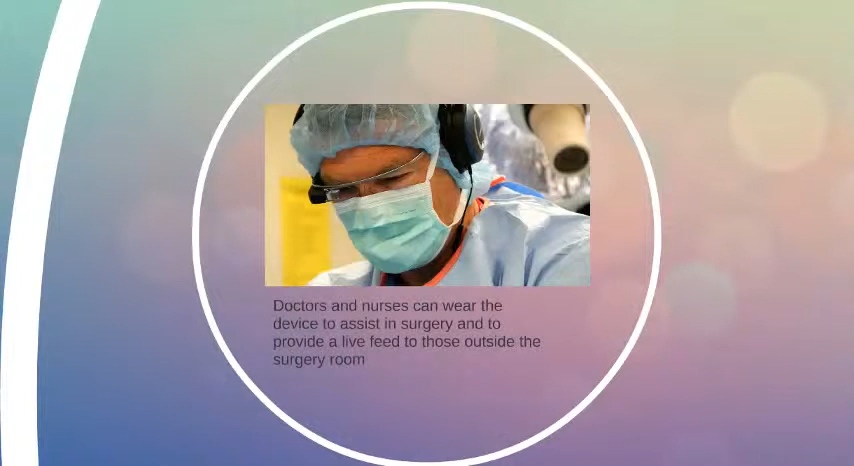 Doctors and nurses can wear the
device to assist in surgery and to
provide a live feed to those outside the
surgery room